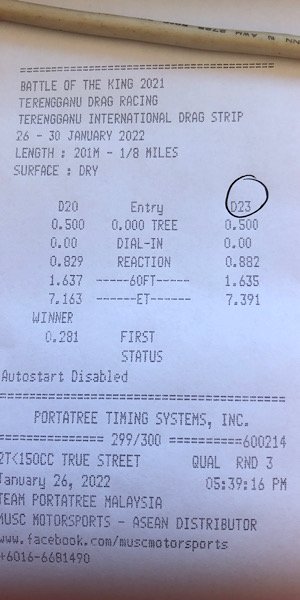 ================================
BATTLE OF THE KING 2021
TERENGGANU DRAG RACING
TERENGGANU INTERNATIONAL DRAG STRIP
26 - 30 JANUARY 2022
LENGTH : 201M - 1/8 MILES
SURFACE : DRY
D20 Entry D23
0.500 0.000 TREE 0.500
0.00 DIAL-IN 0.00
0.829 REACTION 0.882
1.637 -----60FT----- 1.635
7.163 ------ET------ 7.391
WINNER
0.281 FIRST
STATUS
Autostart Disabled
================================
PORTATREE TIMING SYSTEMS, INC.
============== 299/300 ==========600214
2T<150CC TRUE STREET QUAL RND 3
January 26, 2022 05:39:16 PM
TEAM PORTATREE MALAYSIA
MUSC MOTORSPORTS - ASEAN DISTRIBUTOR
www.facebook.com/muscmotorsports
+6016-6681490